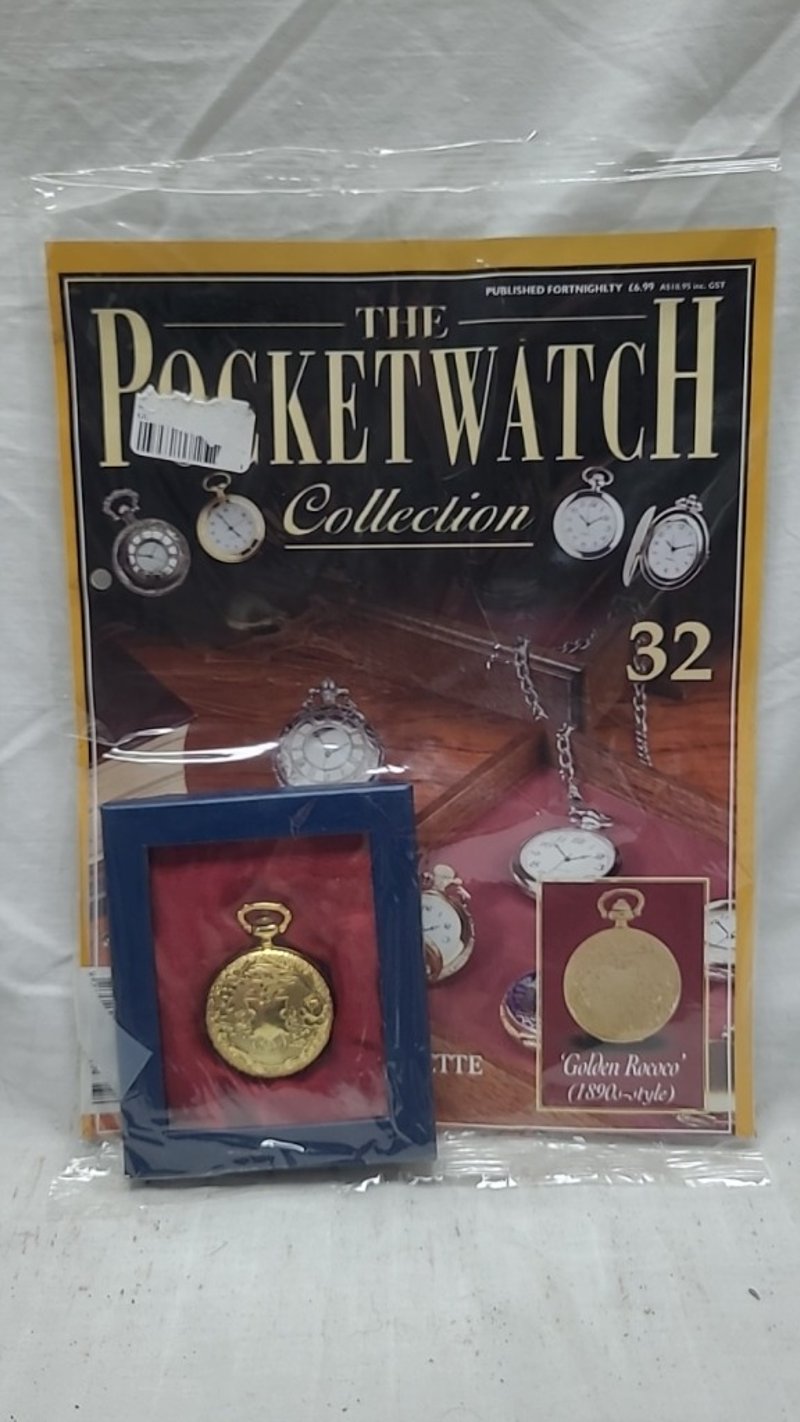 PUBLISHED FORTNIGHLTY £6.99 A$18.95 inc. GST
THE
POCKETWATCH
Collection
32
ETTE
'Golden Rococo'
(1890s-style)